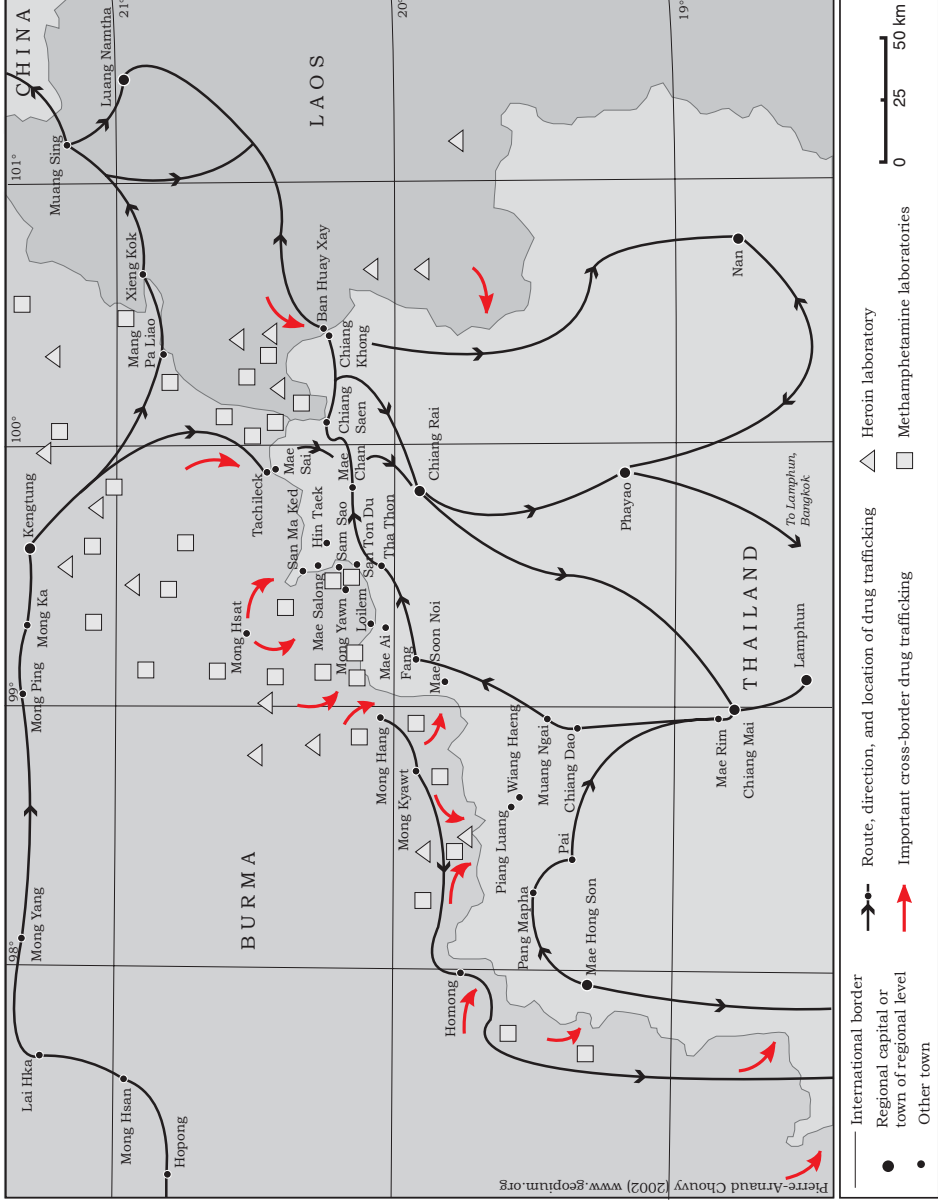 CHINA
21°
20°
19°
Luang Namtha
LAOS
Muang Sing
101°
Xieng Kok
Ban Huay Xay
Nan
Mang
Pa Liao
Chiang
Khong
100°
Chiang
Saen
Mae
Sai
Mae
Chan
Chiang Rai
Kengtung
Tachileck
San Ma Ked
Hin Taek
Sam Sao
San Ton Du
Tha Thon
Phayao
To Lamphun,
Bangkok
Mong Ka
Mong Hsat
Mae Salong
Mong Yawn
Loilem
Mae Ai
Fang
Mae Soon Noi
THAILAND
Lamphun
99°
Mong Ping
Mong Hang
Mong Kyawt
Wiang Haeng
Piang Luang
Muang Ngai
Chiang Dao
Mae Rim
Chiang Mai
BURMA
Pai
Pang Mapha
Mae Hong Son
98°
Mong Yang
Homong
Lai Hka
Mong Hsan
Hopong
Pierre-Arnaud Chouvy (2002) www.geopium.org
International border
Regional capital or
town of regional level
Other town
Route, direction, and location of drug trafficking
Important cross-border drug trafficking
Heroin laboratory
Methamphetamine laboratories
0 25 50 km